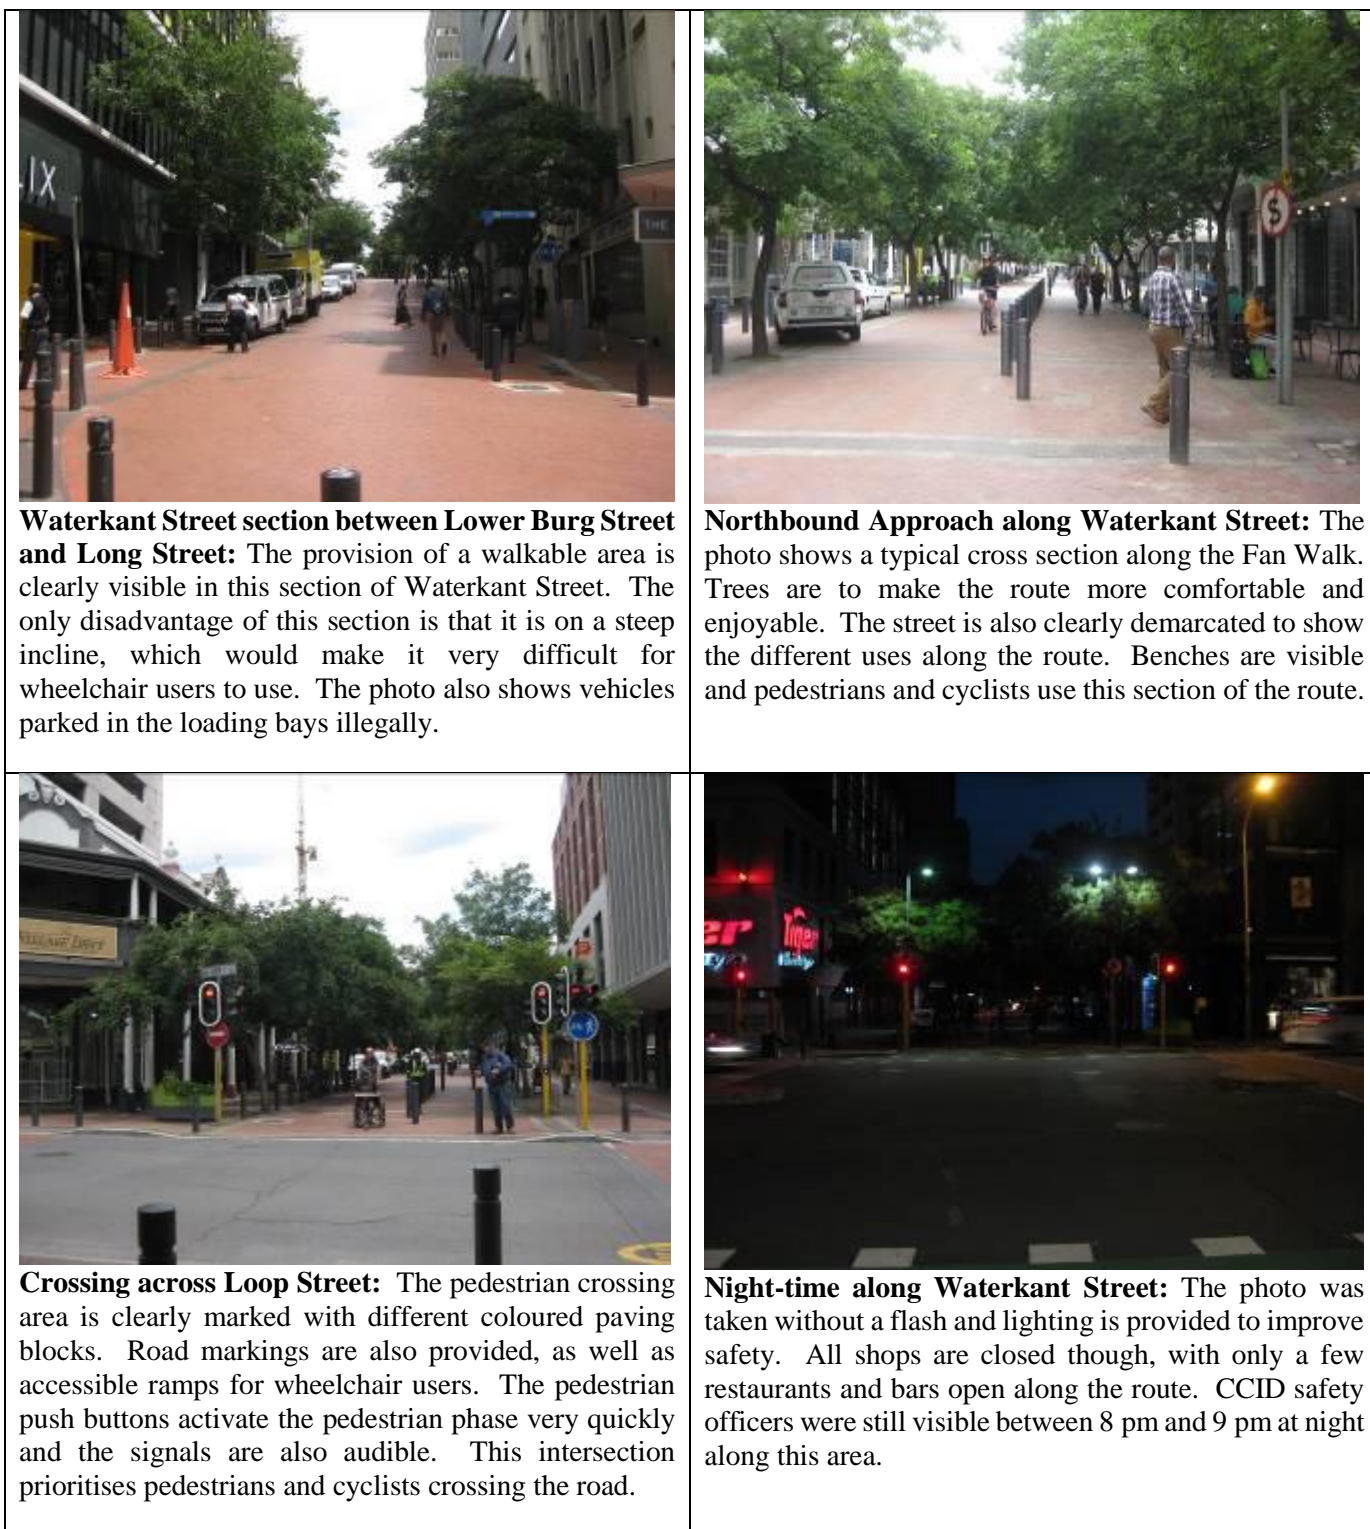 IX
THE
$
Waterkant Street section between Lower Burg Street
and Long Street: The provision of a walkable area is
clearly visible in this section of Waterkant Street. The
only disadvantage of this section is that it is on a steep
incline, which would make it very difficult for
wheelchair users to use. The photo also shows vehicles
parked in the loading bays illegally.
Northbound Approach along Waterkant Street: The
photo shows a typical cross section along the Fan Walk.
Trees are to make the route more comfortable and
enjoyable. The street is also clearly demarcated to show
the different uses along the route. Benches are visible
and pedestrians and cyclists use this section of the route.
VILLAGE IDIOT
er
Tiger
Crossing across Loop Street: The pedestrian crossing
area is clearly marked with different coloured paving
blocks. Road markings are also provided, as well as
accessible ramps for wheelchair users. The pedestrian
push buttons activate the pedestrian phase very quickly
and the signals are also audible. This intersection
prioritises pedestrians and cyclists crossing the road.
Night-time along Waterkant Street: The photo was
taken without a flash and lighting is provided to improve
safety. All shops are closed though, with only a few
restaurants and bars open along the route. CCID safety
officers were still visible between 8 pm and 9 pm at night
along this area.